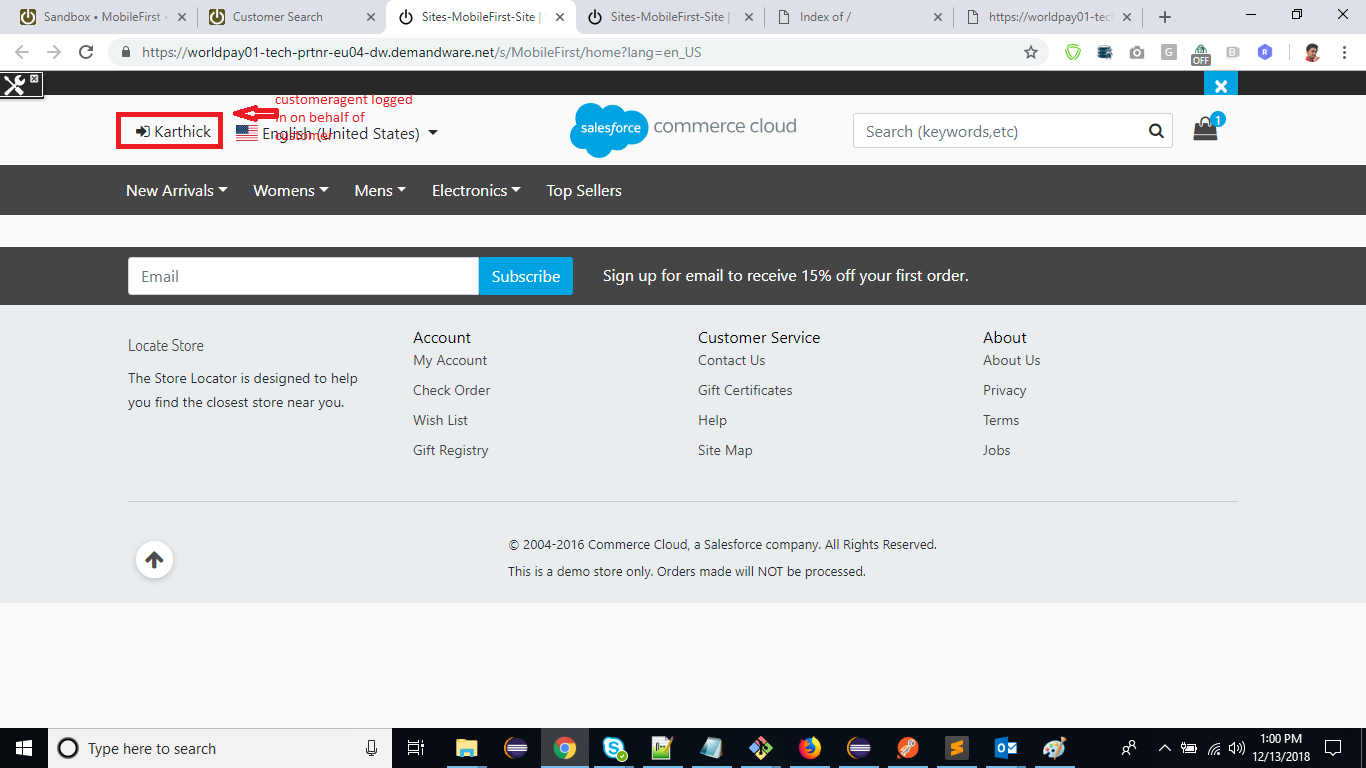 Sandbox • MobileFirst -
Customer Search
Sites-MobileFirst-Site |
Sites-MobileFirst-Site |
Index of /
https://worldpay01-tec
https://worldpay01-tech-prtnr-eu04-dw.demandware.net/s/MobileFirst/home?lang=en_US
G
OFF
R
customeragent logged
in on behalf of
customer
Karthick
English (United States)
salesforce commerce cloud
Search (keywords,etc)
1
New Arrivals Womens Mens Electronics Top Sellers
Email
Subscribe
Sign up for email to receive 15% off your first order.
Locate Store
The Store Locator is designed to help
you find the closest store near you.
Account
My Account
Check Order
Wish List
Gift Registry
Customer Service
Contact Us
Gift Certificates
Help
Site Map
About
About Us
Privacy
Terms
Jobs
© 2004-2016 Commerce Cloud, a Salesforce company. All Rights Reserved.
This is a demo store only. Orders made will NOT be processed.
Type here to search
1:00 PM
12/13/2018